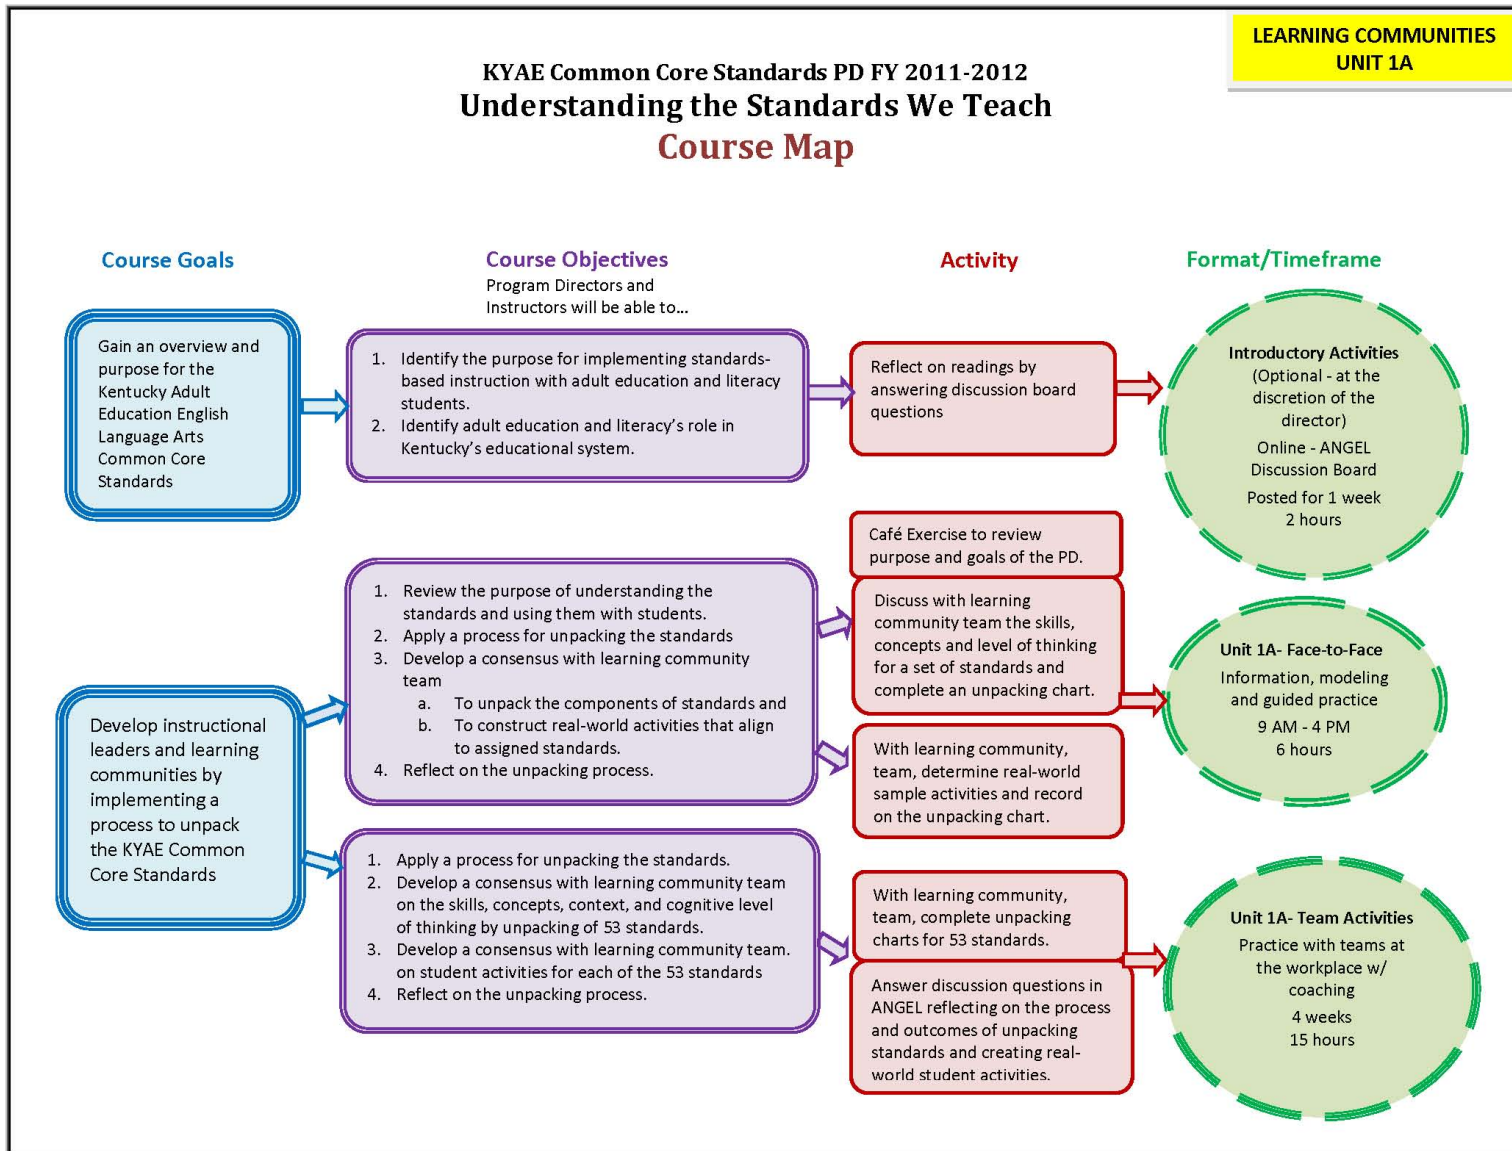 LEARNING COMMUNITIES
UNIT 1A
KYAE Common Core Standards PD FY 2011-2012
Understanding the Standards We Teach
Course Map
Course Goals
Course Objectives
Program Directors and
Instructors will be able to...
Activity
Format/Timeframe
Gain an overview and
purpose for the
Kentucky Adult
Education English
Language Arts
Common Core
Standards
1. Identify the purpose for implementing standards-
based instruction with adult education and literacy
students.
2. Identify adult education and literacy's role in
Kentucky's educational system.
Reflect on readings by
answering discussion board
questions
Introductory Activities
(Optional - at the
discretion of the
director)
Online - ANGEL
Discussion Board
Posted for 1 week
2 hours
Develop instructional
leaders and learning
communities by
implementing a
process to unpack
the KYAE Common
Core Standards
1. Review the purpose of understanding the
standards and using them with students.
2. Apply a process for unpacking the standards
3. Develop a consensus with learning community
team
a. To unpack the components of standards and
b. To construct real-world activities that align
to assigned standards.
4. Reflect on the unpacking process.
Café Exercise to review
purpose and goals of the PD.
Discuss with learning
community team the skills,
concepts and level of thinking
for a set of standards and
complete an unpacking chart.
With learning community,
team, determine real-world
sample activities and record
on the unpacking chart.
Unit 1A- Face-to-Face
Information, modeling
and guided practice
9 AM - 4 PM
6 hours
1. Apply a process for unpacking the standards.
2. Develop a consensus with learning community team
on the skills, concepts, context, and cognitive level
of thinking by unpacking of 53 standards.
3. Develop a consensus with learning community team.
on student activities for each of the 53 standards
4. Reflect on the unpacking process.
With learning community,
team, complete unpacking
charts for 53 standards.
Answer discussion questions in
ANGEL reflecting on the process
and outcomes of unpacking
standards and creating real-
world student activities.
Unit 1A- Team Activities
Practice with teams at
the workplace w/
coaching
4 weeks
15 hours